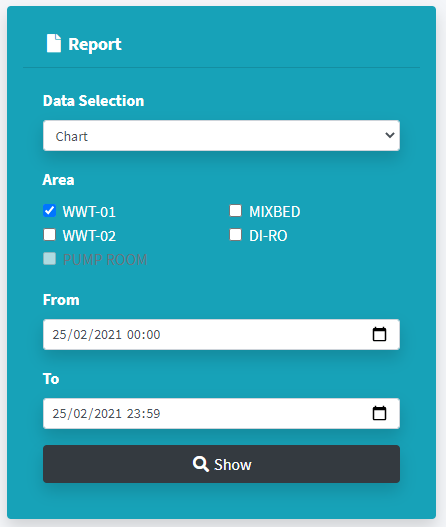 Report
Data Selection
Chart
Area
WWT-01
MIXBED
WWT-02
DI-RO
PUMP ROOM
From
25/02/2021 00:00
To
25/02/2021 23:59
Show